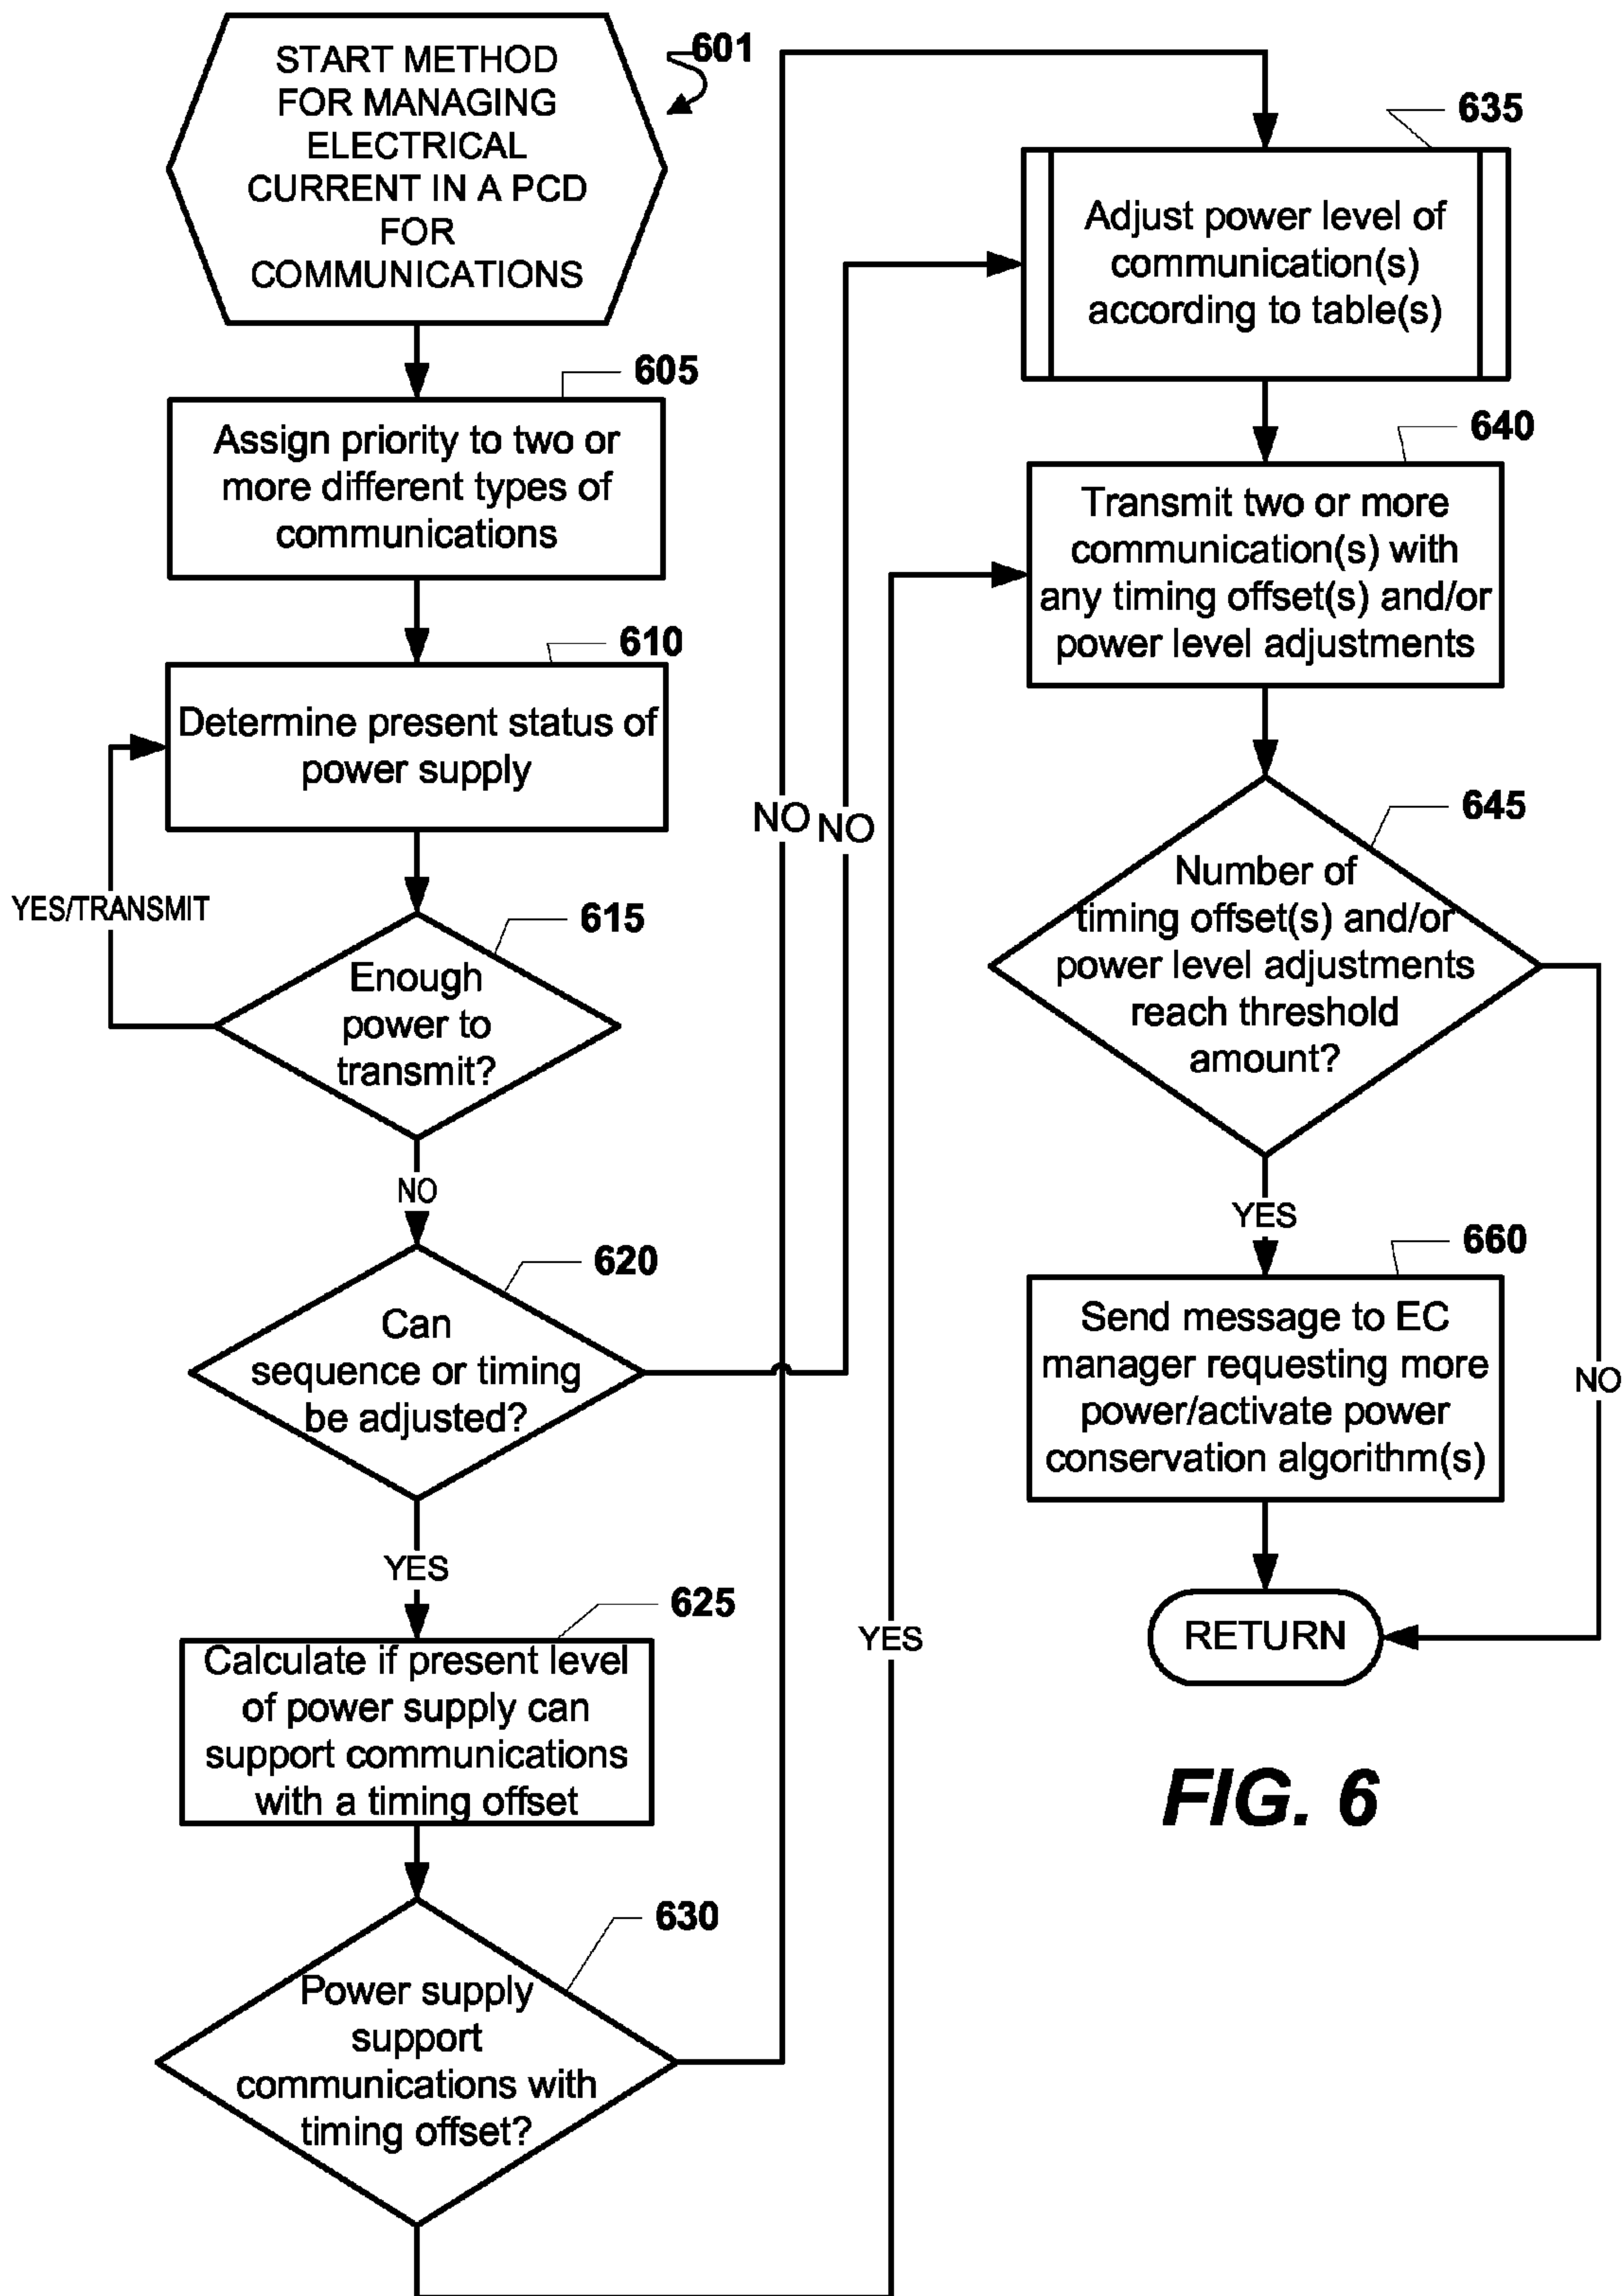 START METHOD
FOR MANAGING
ELECTRICAL
CURRENT IN A PCD
FOR
COMMUNICATIONS
601
605
Assign priority to two or
more different types of
communications
610
Determine present status of
power supply
YES/TRANSMIT
615
Enough
power to
transmit?
NO
620
Can
sequence or timing
be adjusted?
YES
625
Calculate if present level
of power supply can
support communications
with a timing offset
630
Power supply
support
communications with
timing offset?
NO
NO
YES
635
Adjust power level of
communication(s)
according to table(s)
640
Transmit two or more
communication(s) with
any timing offset(s) and/or
power level adjustments
645
Number of
timing offset(s) and/or
power level adjustments
reach threshold
amount?
YES
NO
660
Send message to EC
manager requesting more
power/activate power
conservation algorithm(s)
RETURN
FIG. 6